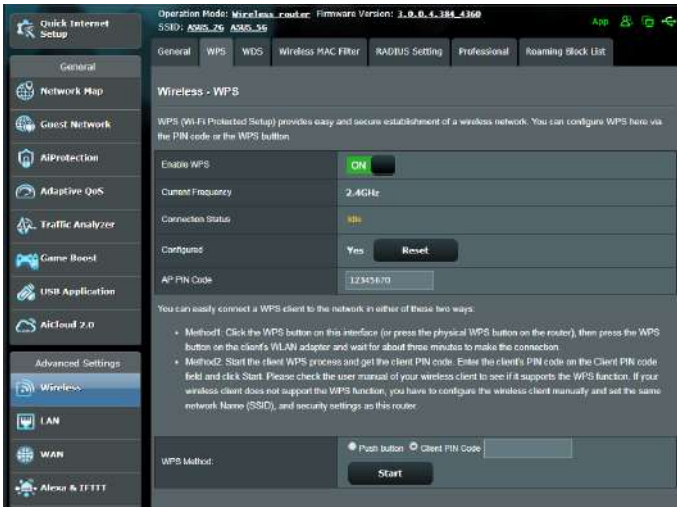 Quick Internet
Setup
Operation Mode: Wireless router Firmware Version: 3.0.0.4.384_4360
SSID: ASUS_2G ASUS_5G
App
General
WPS
WDS
Wireless MAC Filter
RADIUS Setting
Professional
Roaming Block List
General
Network Map
Guest Network
AiProtection
Adaptive QoS
Traffic Analyzer
Game Boost
USB Application
AiCloud 2.0
Advanced Settings
Wireless
LAN
WAN
Alexa & IFTTT
Wireless - WPS
WPS (Wi-Fi Protected Setup) provides easy and secure establishment of a wireless network. You can configure WPS here via
the PIN code or the WPS button.
Enable WPS
ON
Current Frequency
2.4GHz
Connection Status
Idle
Configured
Yes
Reset
AP PIN Code
12345670
You can easily connect a WPS client to the network in either of these two ways:
• Method1: Click the WPS button on this interface (or press the physical WPS button on the router), then press the WPS
button on the client's WLAN adapter and wait for about three minutes to make the connection.
• Method2: Start the client WPS process and get the client PIN code. Enter the client's PIN code on the Client PIN code
field and click Start. Please check the user manual of your wireless client to see if it supports the WPS function. If your
wireless client does not support the WPS function, you have to configure the wireless client manually and set the same
network Name (SSID), and security settings as this router.
WPS Method:
Push button
Client PIN Code
Start